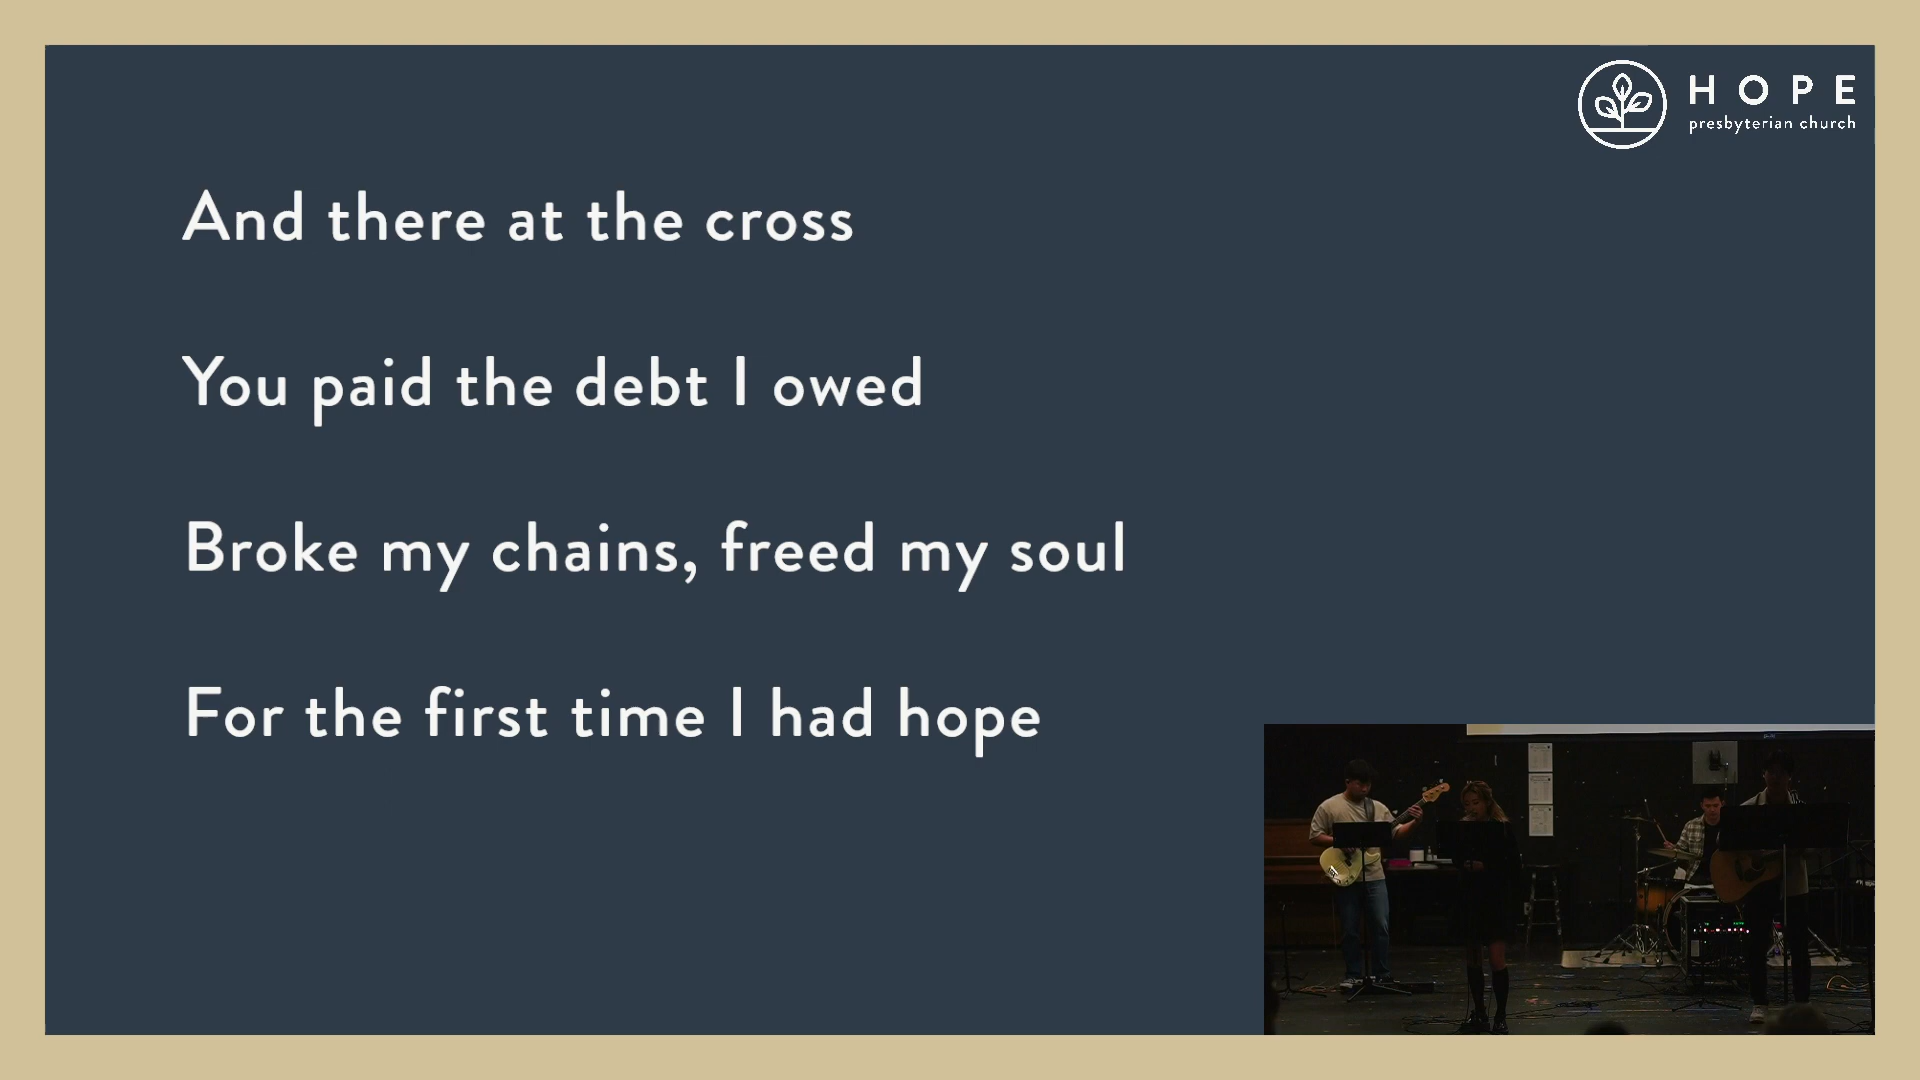 HOPE
presbyterian church
And there at the cross
You paid the debt I owed
Broke my chains, freed my soul
For the first time I had hope